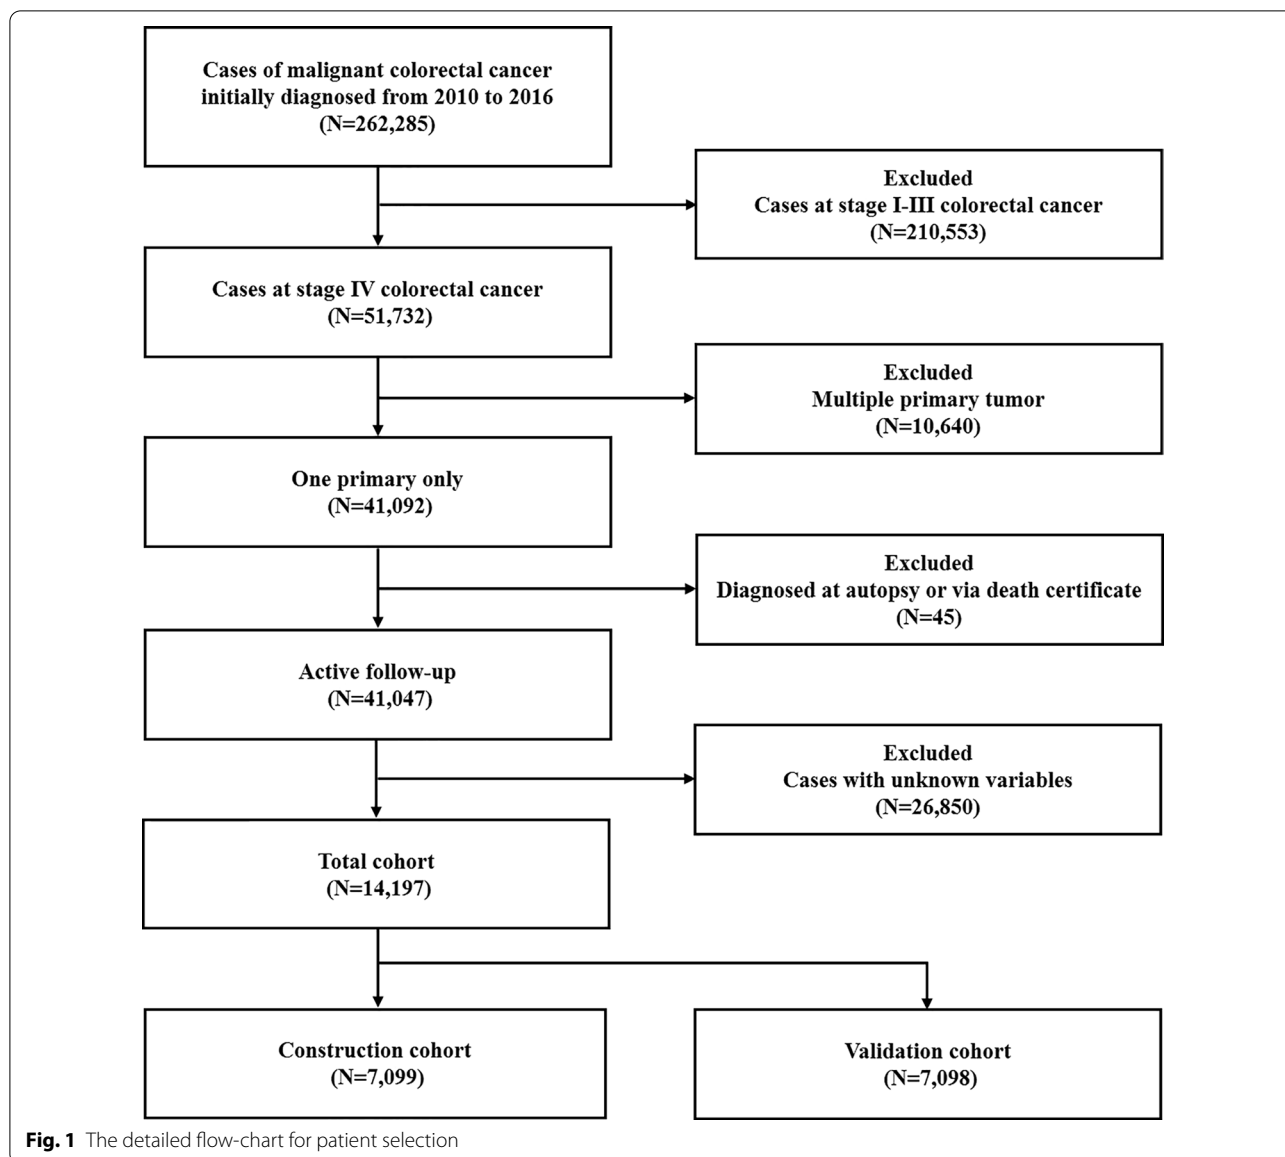 Cases of malignant colorectal cancer
initially diagnosed from 2010 to 2016
(N=262,285)
Excluded
Cases at stage I-III colorectal cancer
(N=210,553)
Cases at stage IV colorectal cancer
(N=51,732)
Excluded
Multiple primary tumor
(N=10,640)
One primary only
(N=41,092)
Excluded
Diagnosed at autopsy or via death certificate
(N=45)
Active follow-up
(N=41,047)
Excluded
Cases with unknown variables
(N=26,850)
Total cohort
(N=14,197)
Construction cohort
(N=7,099)
Validation cohort
(N=7,098)
Fig. 1 The detailed flow-chart for patient selection